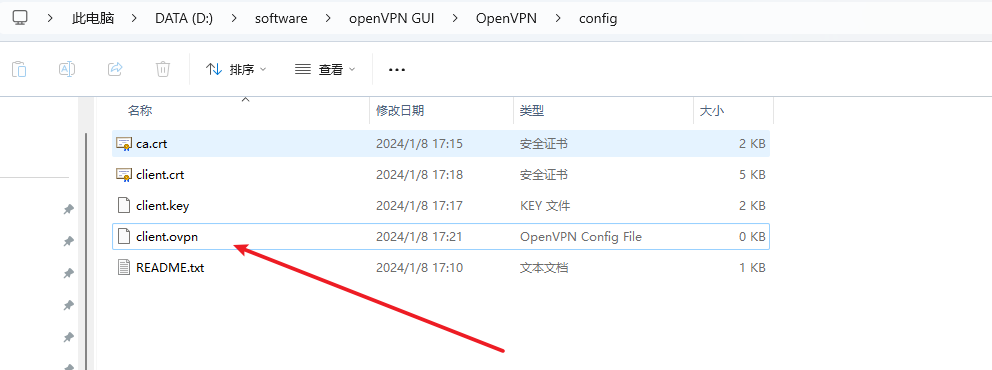 此电脑 > DATA (D:) > software > openVPN GUI > OpenVPN > config
排序 查看 ...
名称 修改日期 类型 大小
ca.crt 2024/1/8 17:15 安全证书 2 KB
client.crt 2024/1/8 17:18 安全证书 5 KB
client.key 2024/1/8 17:17 KEY 文件 2 KB
client.ovpn 2024/1/8 17:21 OpenVPN Config File 0 KB
README.txt 2024/1/8 17:10 文本文档 1 KB